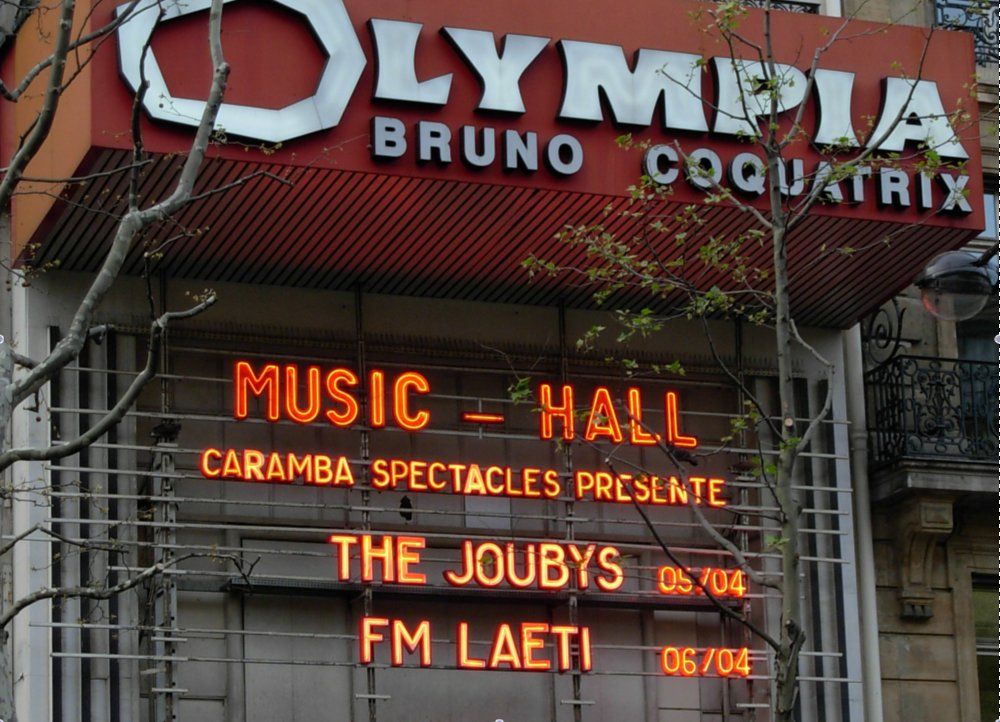 OLYMPIA
BRUNO COQUATRIX
MUSIC - HALL
CARAMBA SPECTACLES PRESENTE
THE JOUBYS 05/04
FM LAETI 06/04